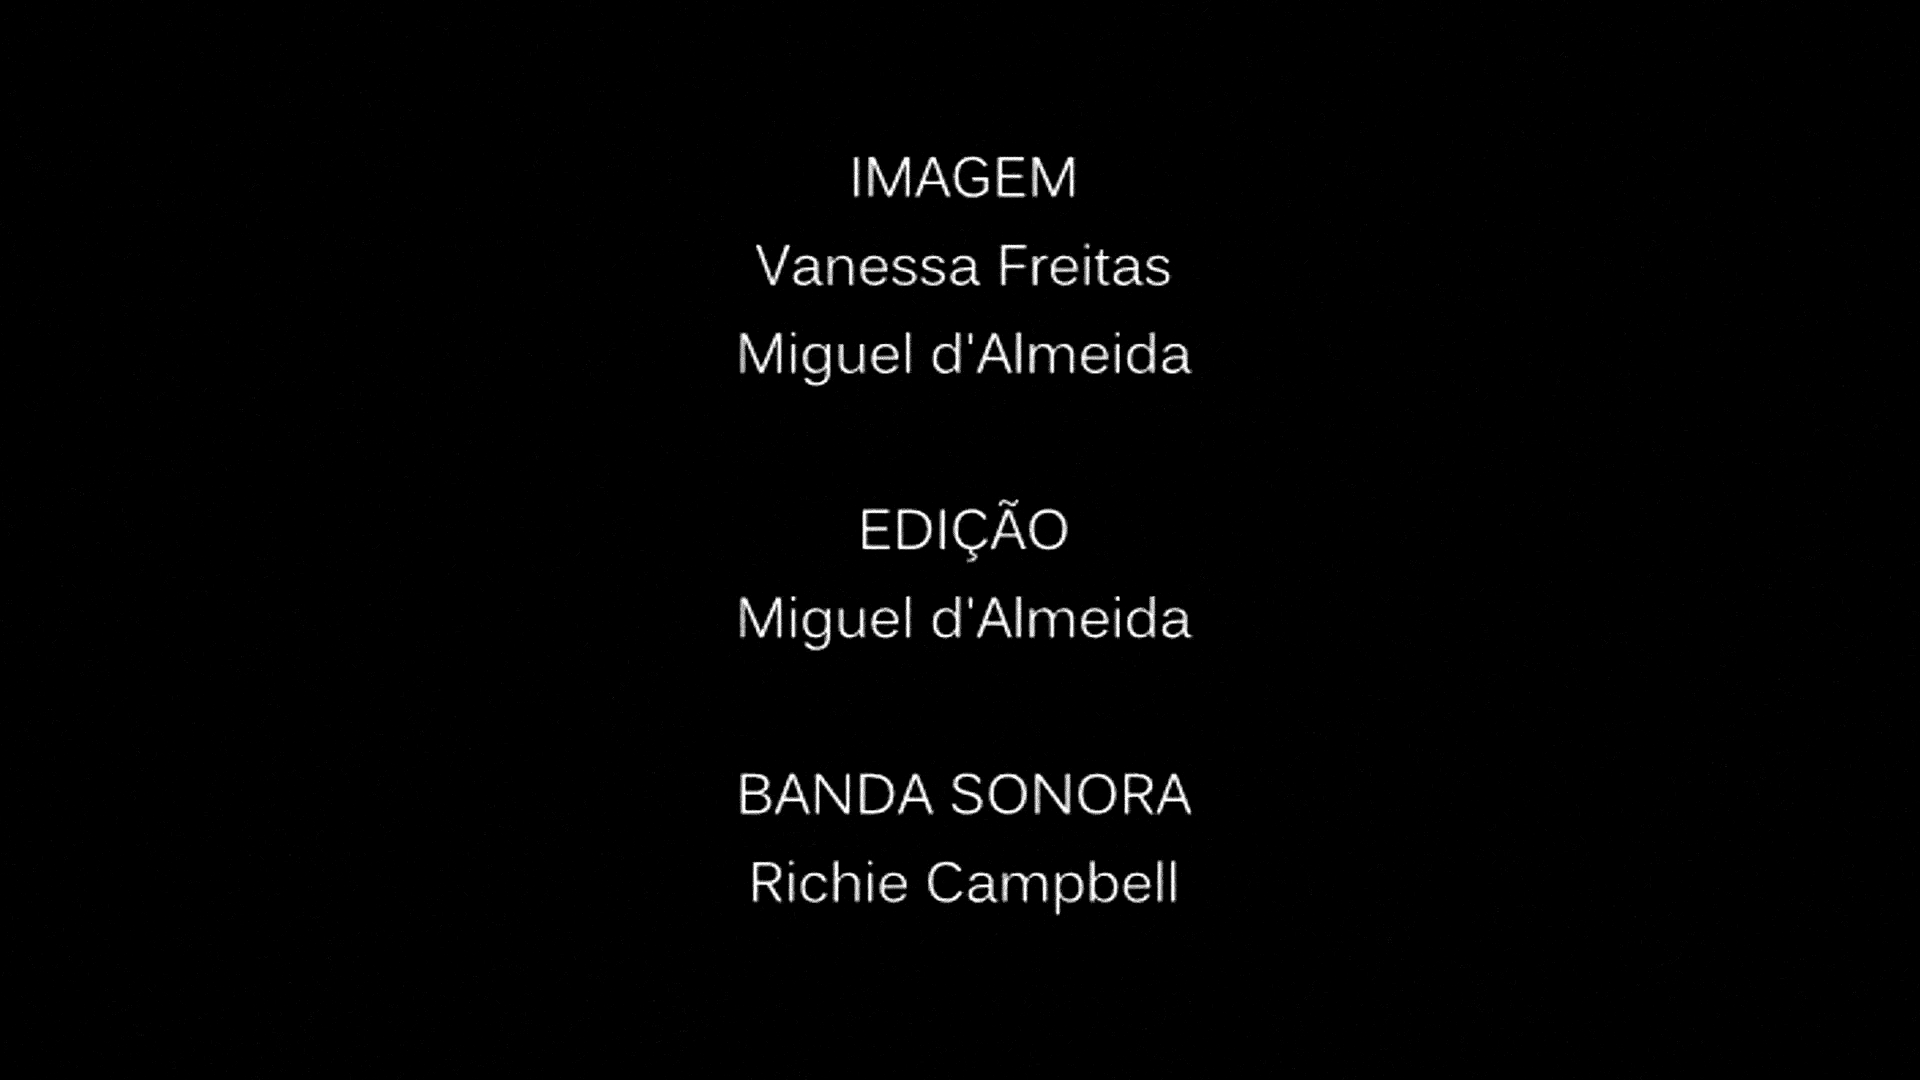 IMAGEM
Vanessa Freitas
Miguel d'Almeida
EDIÇÃO
Miguel d'Almeida
BANDA SONORA
Richie Campbell